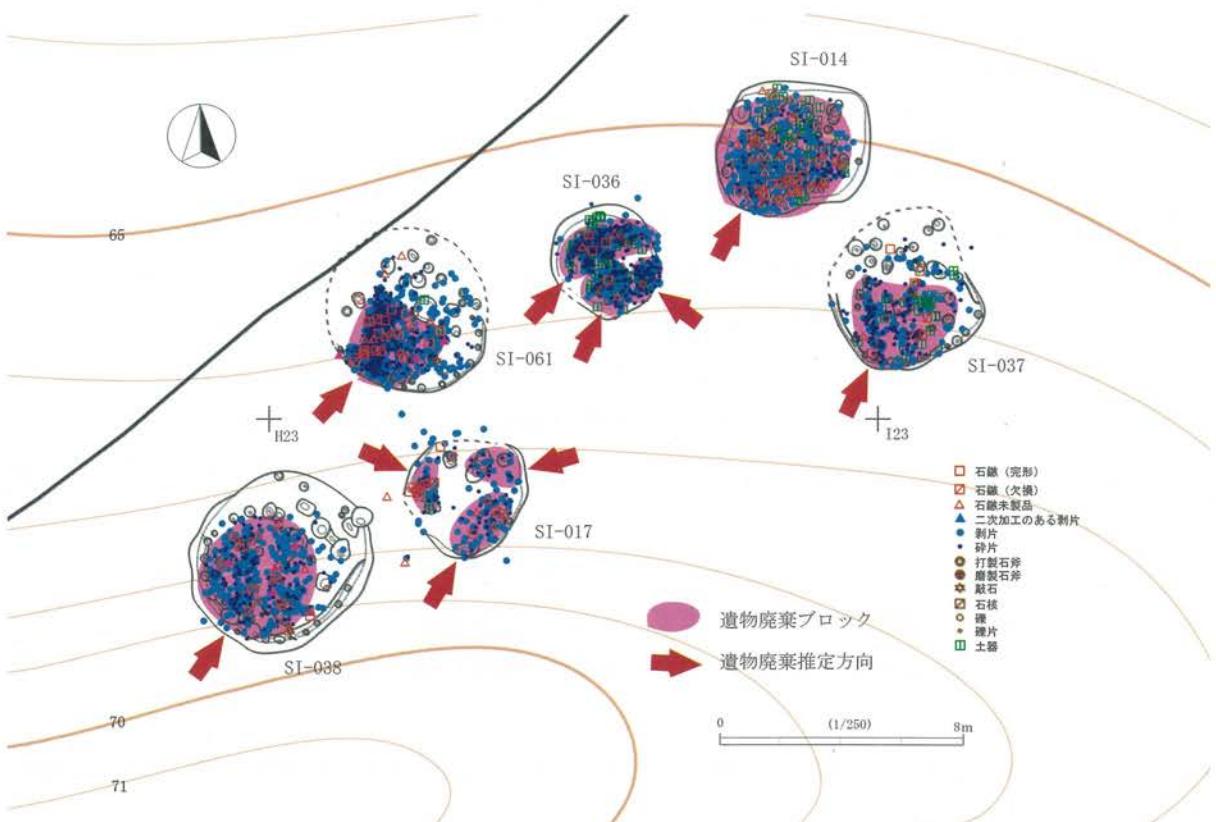 SI-014
SI-036
65
SI-061
SI-037
H23
I23
SI-017
SI-038
石鏃（完形）
石鏃（欠損）
石鏃未製品
二次加工のある剥片
剥片
砕片
打製石斧
磨製石斧
敲石
石核
礫
礫片
土器
遺物廃棄ブロック
遺物廃棄推定方向
0 (1/250) 8m
70
71